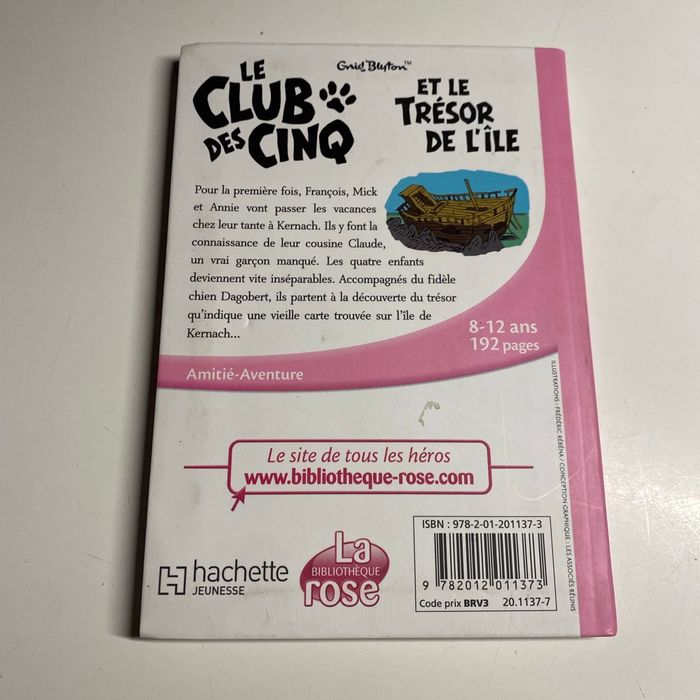 Enid Blyton™
LE
CLUB
DES CINQ
ET LE
TRÉSOR
DE L'ÎLE
Pour la première fois, François, Mick
et Annie vont passer les vacances
chez leur tante à Kernach. Ils y font la
connaissance de leur cousine Claude,
un vrai garçon manqué. Les quatre enfants
deviennent vite inséparables. Accompagnés du fidèle
chien Dagobert, ils partent à la découverte du trésor
qu'indique une vieille carte trouvée sur l'île de
Kernach...
8-12 ans
192 pages
Amitié-Aventure
ILLUSTRATIONS : FRÉDÉRIC RÉBÉNA / CONCEPTION GRAPHIQUE : LES ASSOCIÉS RÉUNIS
Le site de tous les héros
www.bibliotheque-rose.com
hachette
JEUNESSE
La
BIBLIOTHÈQUE
rose
ISBN : 978-2-01-201137-3
9 782012 011373
Code prix BRV3 20.1137-7